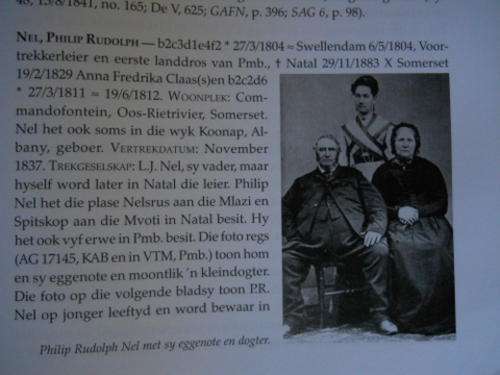 48, 15/8/1841, no. 165; De V, 625; GAFN, p. 396; SAG 6, p. 98).
NEL, PHILIP RUDOLPH — b2c3d1e4f2 * 27/3/1804 ≈ Swellendam 6/5/1804, Voor-
trekkerleier en eerste landdros van Pmb., † Natal 29/11/1883 X Somerset
19/2/1829 Anna Fredrika Claas(s)en b2c2d6
* 27/3/1811 ≈ 19/6/1812. WOONPLEK: Com-
mandofontein, Oos-Rietrivier, Somerset.
Nel het ook soms in die wyk Koonap, Al-
bany, geboer. VERTREKDATUM: November
1837. TREKGESELSKAP: L.J. Nel, sy vader, maar
hyself word later in Natal die leier. Philip
Nel het die plase Nelsrus aan die Mlazi en
Spitskop aan die Mvoti in Natal besit. Hy
het ook vyf erwe in Pmb. besit. Die foto regs
(AG 17145, KAB en in VTM, Pmb.) toon hom
en sy eggenote en moontlik 'n kleindogter.
Die foto op die volgende bladsy toon P.R.
Nel op jonger leeftyd en word bewaar in
Philip Rudolph Nel met sy eggenote en dogter.